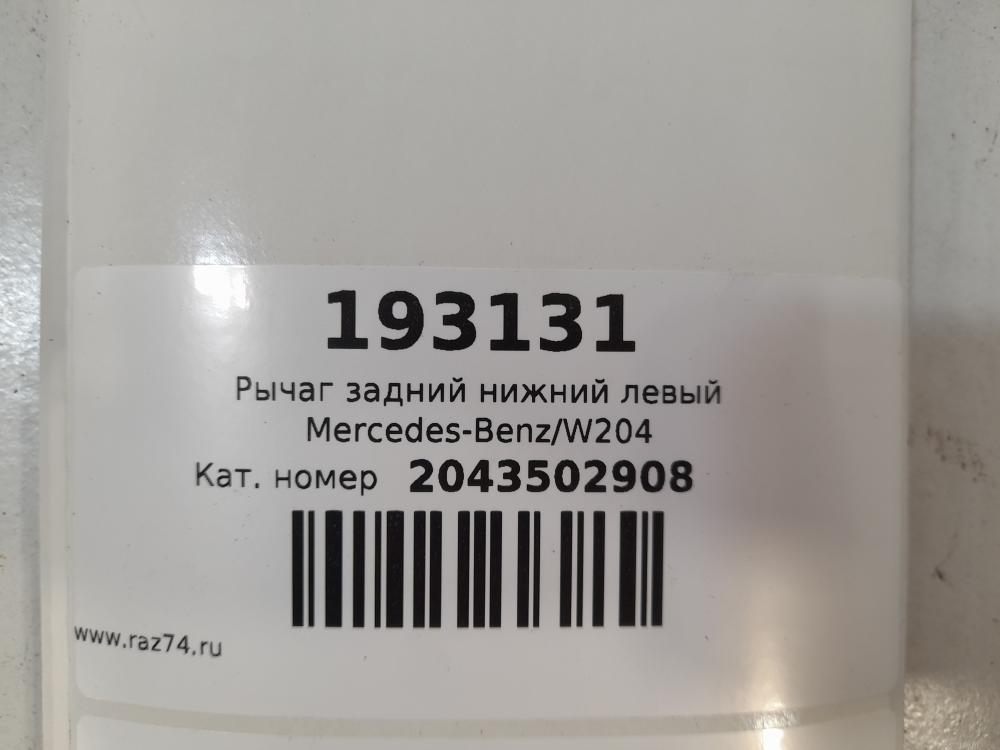 193131
Рычаг задний нижний левый
Mercedes-Benz/W204
Кат. номер 2043502908
www.raz74.ru